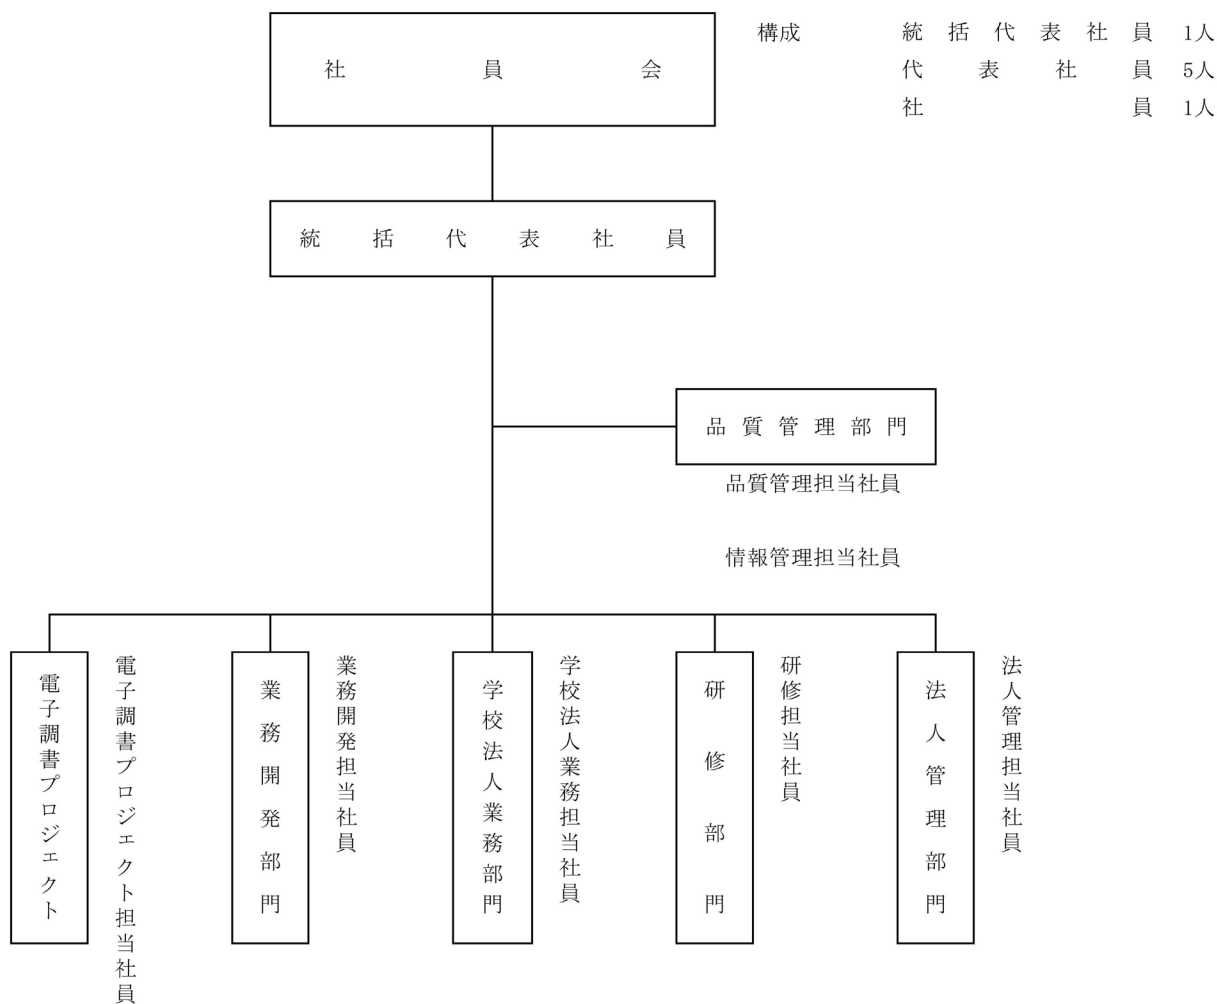 社員会
構成 統括代表社員 1人
代表社員 5人
社員 1人
統括代表社員
品質管理部門
品質管理担当社員
情報管理担当社員
電子調書プロジェクト
電子調書プロジェクト担当社員
業務開発部門
業務開発担当社員
学校法人業務部門
学校法人業務担当社員
研修部門
研修担当社員
法人管理部門
法人管理担当社員